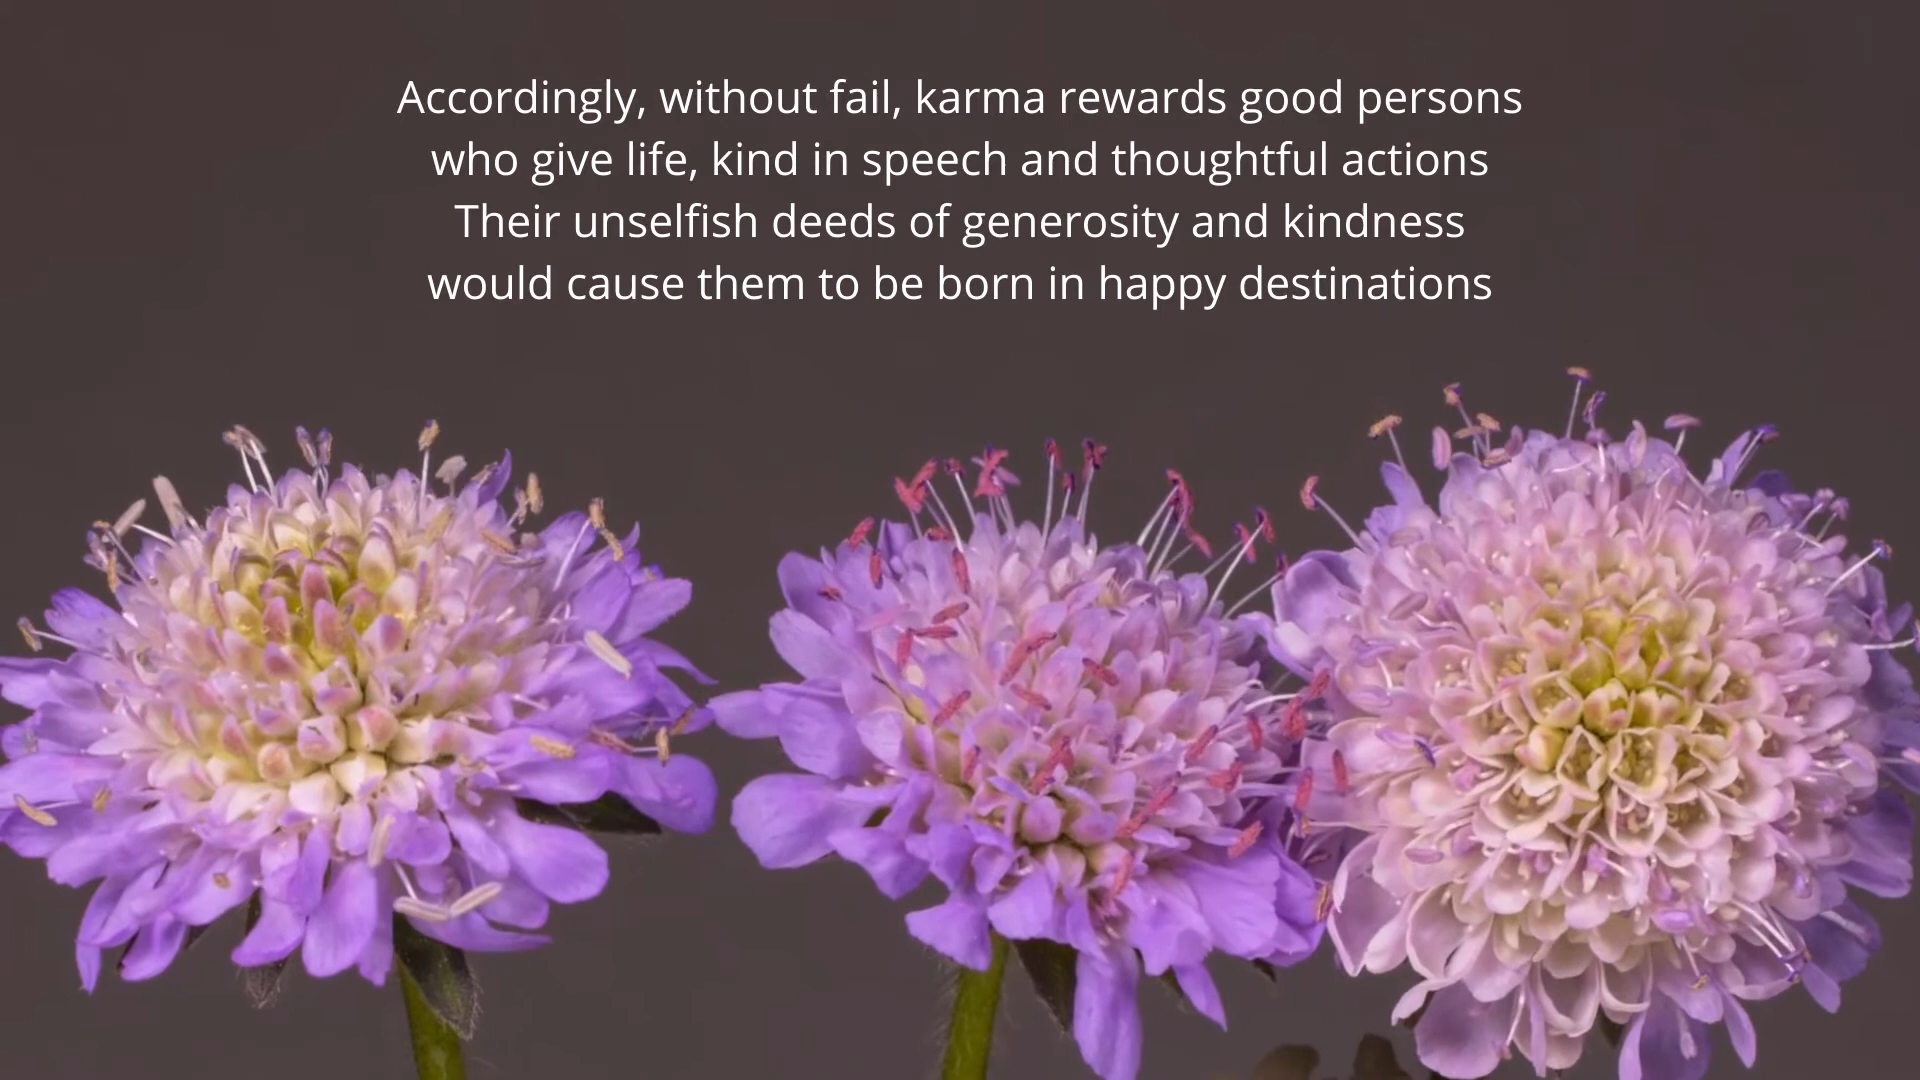 Accordingly, without fail, karma rewards good persons
who give life, kind in speech and thoughtful actions
Their unselfish deeds of generosity and kindness
would cause them to be born in happy destinations